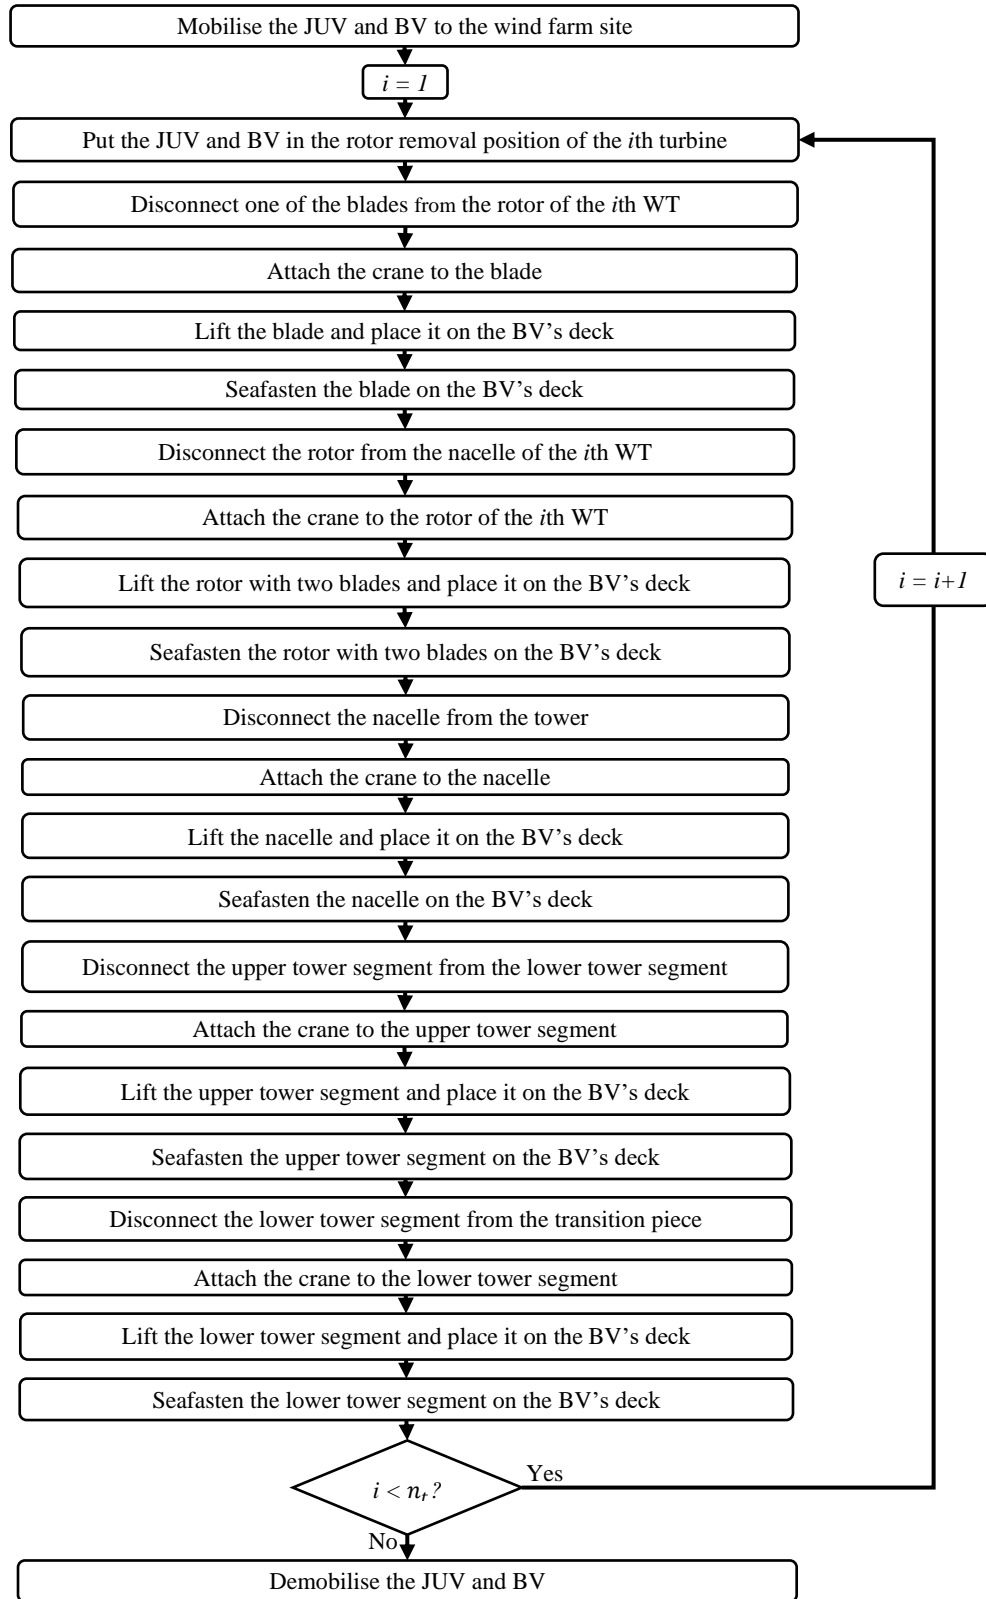 Mobilise the JUV and BV to the wind farm site
i = 1
Put the JUV and BV in the rotor removal position of the ith turbine
Disconnect one of the blades from the rotor of the ith WT
Attach the crane to the blade
Lift the blade and place it on the BV’s deck
Seafasten the blade on the BV’s deck
Disconnect the rotor from the nacelle of the ith WT
Attach the crane to the rotor of the ith WT
Lift the rotor with two blades and place it on the BV’s deck
i = i+1
Seafasten the rotor with two blades on the BV’s deck
Disconnect the nacelle from the tower
Attach the crane to the nacelle
Lift the nacelle and place it on the BV’s deck
Seafasten the nacelle on the BV’s deck
Disconnect the upper tower segment from the lower tower segment
Attach the crane to the upper tower segment
Lift the upper tower segment and place it on the BV’s deck
Seafasten the upper tower segment on the BV’s deck
Disconnect the lower tower segment from the transition piece
Attach the crane to the lower tower segment
Lift the lower tower segment and place it on the BV’s deck
Seafasten the lower tower segment on the BV’s deck
Yes
i < nₜ?
No
Demobilise the JUV and BV